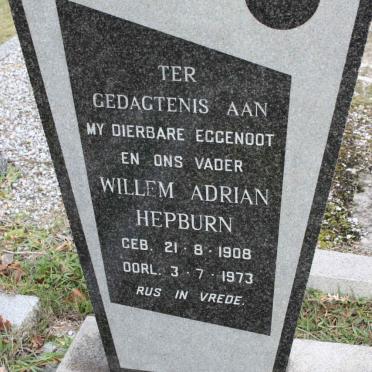 TER
GEDAGTENIS AAN
MY DIERBARE EGGENOOT
EN ONS VADER
WILLEM ADRIAN
HEPBURN
GEB. 21·8·1908
OORL. 3·7·1973
RUS IN VREDE.